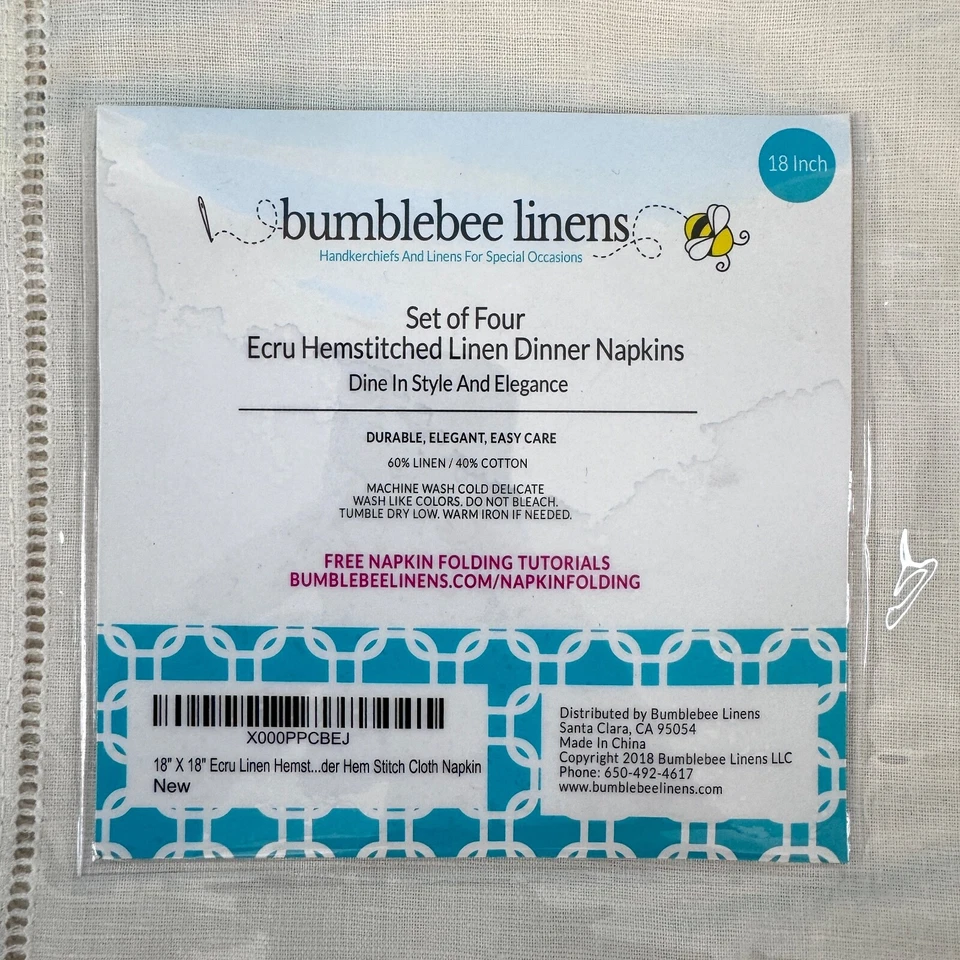 18 Inch
bumblebee linens
Handkerchiefs And Linens For Special Occasions
Set of Four
Ecru Hemstitched Linen Dinner Napkins
Dine In Style And Elegance
DURABLE, ELEGANT, EASY CARE
60% LINEN / 40% COTTON
MACHINE WASH COLD DELICATE
WASH LIKE COLORS. DO NOT BLEACH.
TUMBLE DRY LOW. WARM IRON IF NEEDED.
FREE NAPKIN FOLDING TUTORIALS
BUMBLEBEELINENS.COM/NAPKINFOLDING
X000PPCBEJ
18" X 18" Ecru Linen Hemst...der Hem Stitch Cloth Napkin
New
Distributed by Bumblebee Linens
Santa Clara, CA 95054
Made In China
Copyright 2018 Bumblebee Linens LLC
Phone: 650-492-4617
www.bumblebeelinens.com